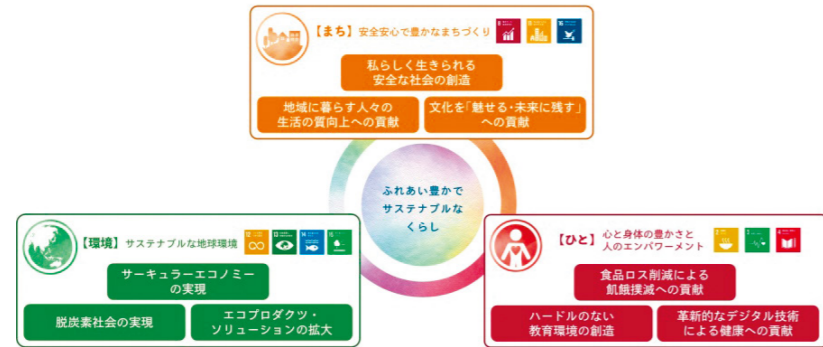 【まち】安全安心で豊かなまちづくり
私らしく生きられる
安全な社会の創造
地域に暮らす人々の
生活の質向上への貢献
文化を「魅せる・未来に残す」
への貢献
ふれあい豊かで
サステナブルな
くらし
【環境】サステナブルな地球環境
サーキュラーエコノミー
の実現
脱炭素社会の実現
エコプロダクツ・
ソリューションの拡大
【ひと】心と身体の豊かさと
人のエンパワーメント
食品ロス削減による
飢餓撲滅への貢献
ハードルのない
教育環境の創造
革新的なデジタル技術
による健康への貢献